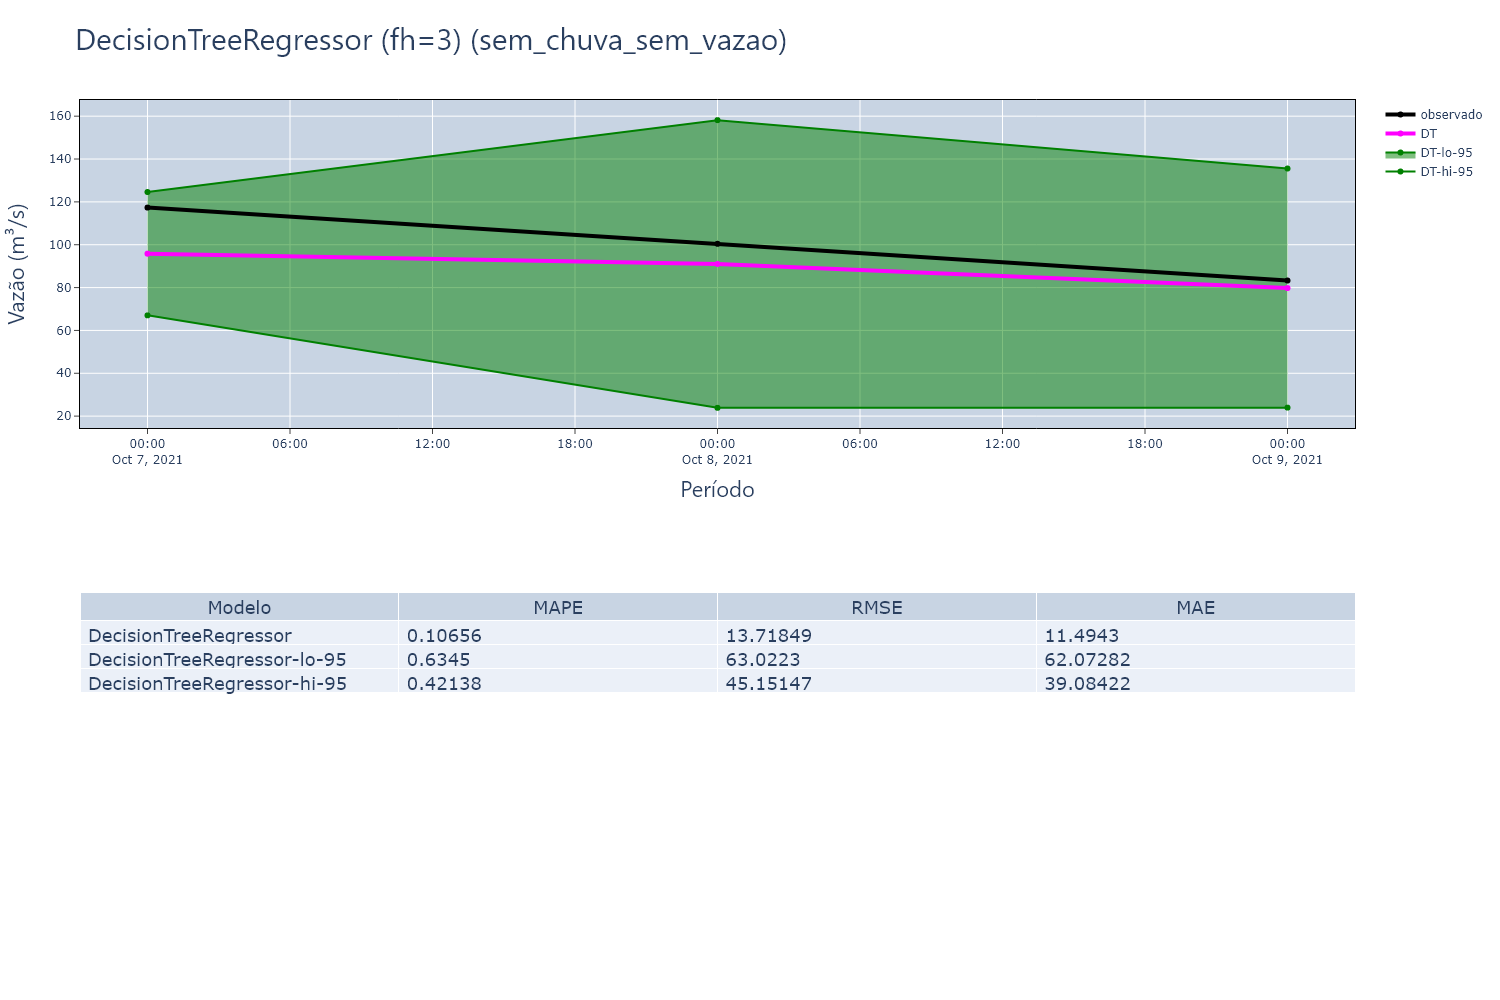 DecisionTreeRegressor (fh=3) (sem_chuva_sem_vazao)
160
140
120
100
80
60
40
20
Vazão (m³/s)
00:00 06:00 12:00 18:00 00:00 06:00 12:00 18:00 00:00
Oct 7, 2021 Oct 8, 2021 Oct 9, 2021
Período
observado
DT
DT-lo-95
DT-hi-95
Modelo MAPE RMSE MAE
DecisionTreeRegressor 0.10656 13.71849 11.4943
DecisionTreeRegressor-lo-95 0.6345 63.0223 62.07282
DecisionTreeRegressor-hi-95 0.42138 45.15147 39.08422